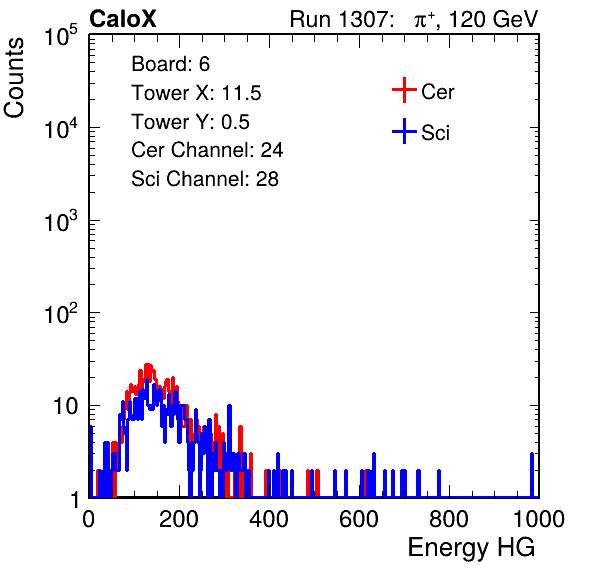 CaloX Run 1307: π⁺, 120 GeV
Counts
10⁵
10⁴
10³
10²
10
1
Board: 6
Tower X: 11.5
Tower Y: 0.5
Cer Channel: 24
Sci Channel: 28
Cer
Sci
0 200 400 600 800 1000
Energy HG